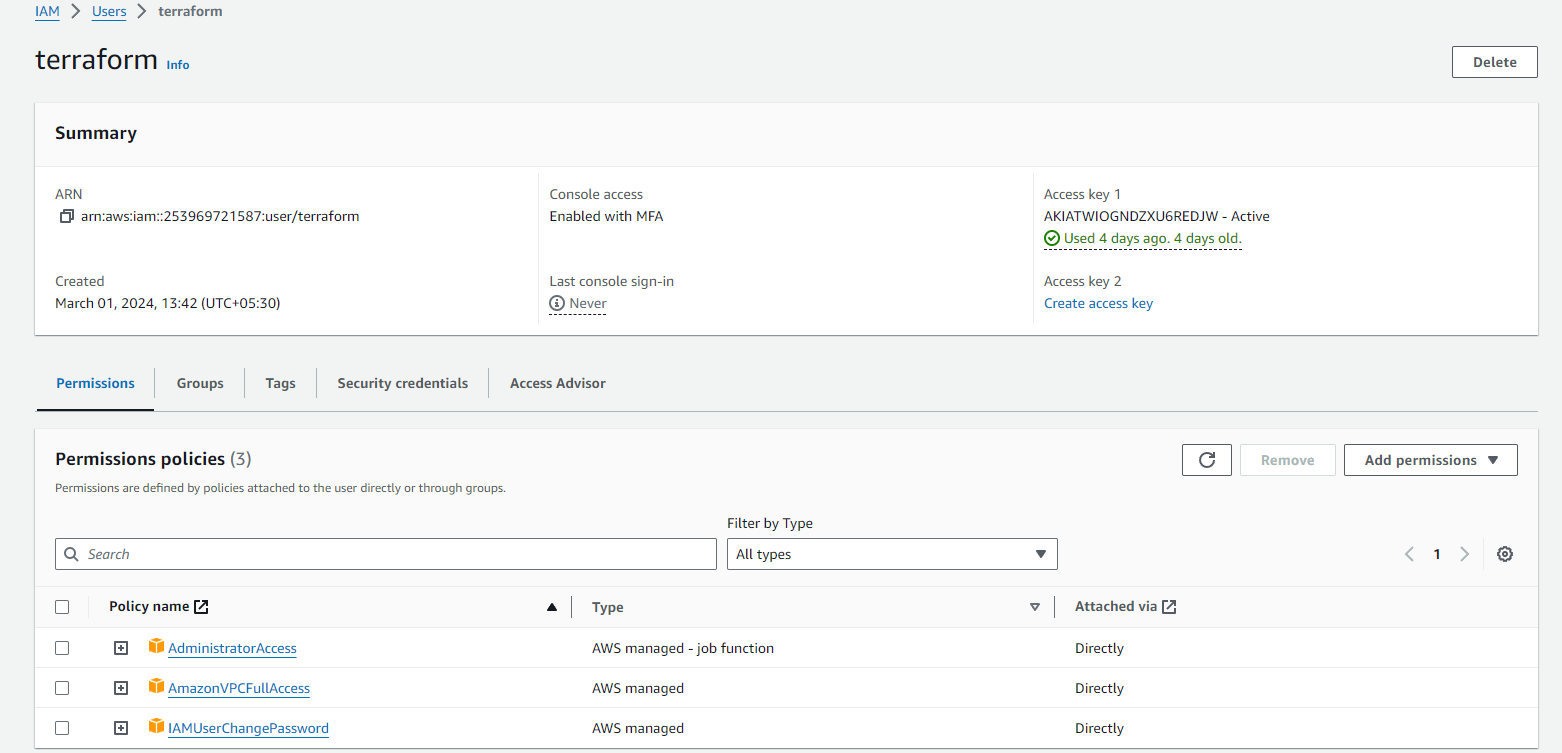 IAM > Users > terraform
terraform Info
Delete
Summary
ARN
arn:aws:iam::253969721587:user/terraform
Created
March 01, 2024, 13:42 (UTC+05:30)
Console access
Enabled with MFA
Last console sign-in
Never
Access key 1
AKIATWIOGNDZXU6REDJW - Active
Used 4 days ago. 4 days old.
Access key 2
Create access key
Permissions Groups Tags Security credentials Access Advisor
Permissions policies (3)
Remove Add permissions
Permissions are defined by policies attached to the user directly or through groups.
Filter by Type
Search All types 1
Policy name Type Attached via
AdministratorAccess AWS managed - job function Directly
AmazonVPCFullAccess AWS managed Directly
IAMUserChangePassword AWS managed Directly